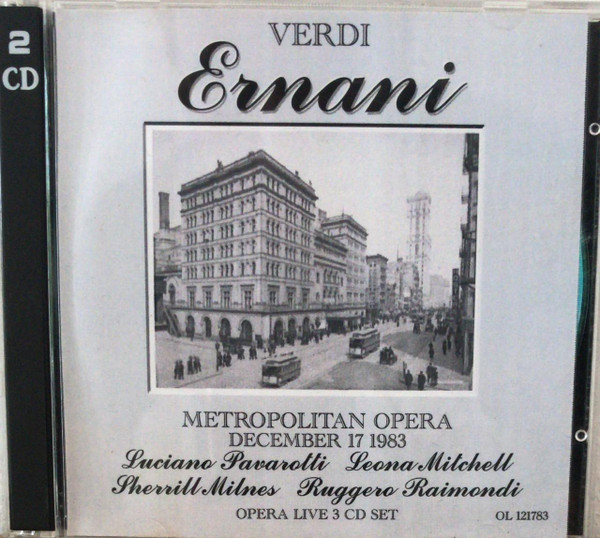 2
CD
VERDI
Ernani
METROPOLITAN OPERA
DECEMBER 17 1983
Luciano Pavarotti Leona Mitchell
Sherrill Milnes Ruggero Raimondi
OPERA LIVE 3 CD SET OL 121783